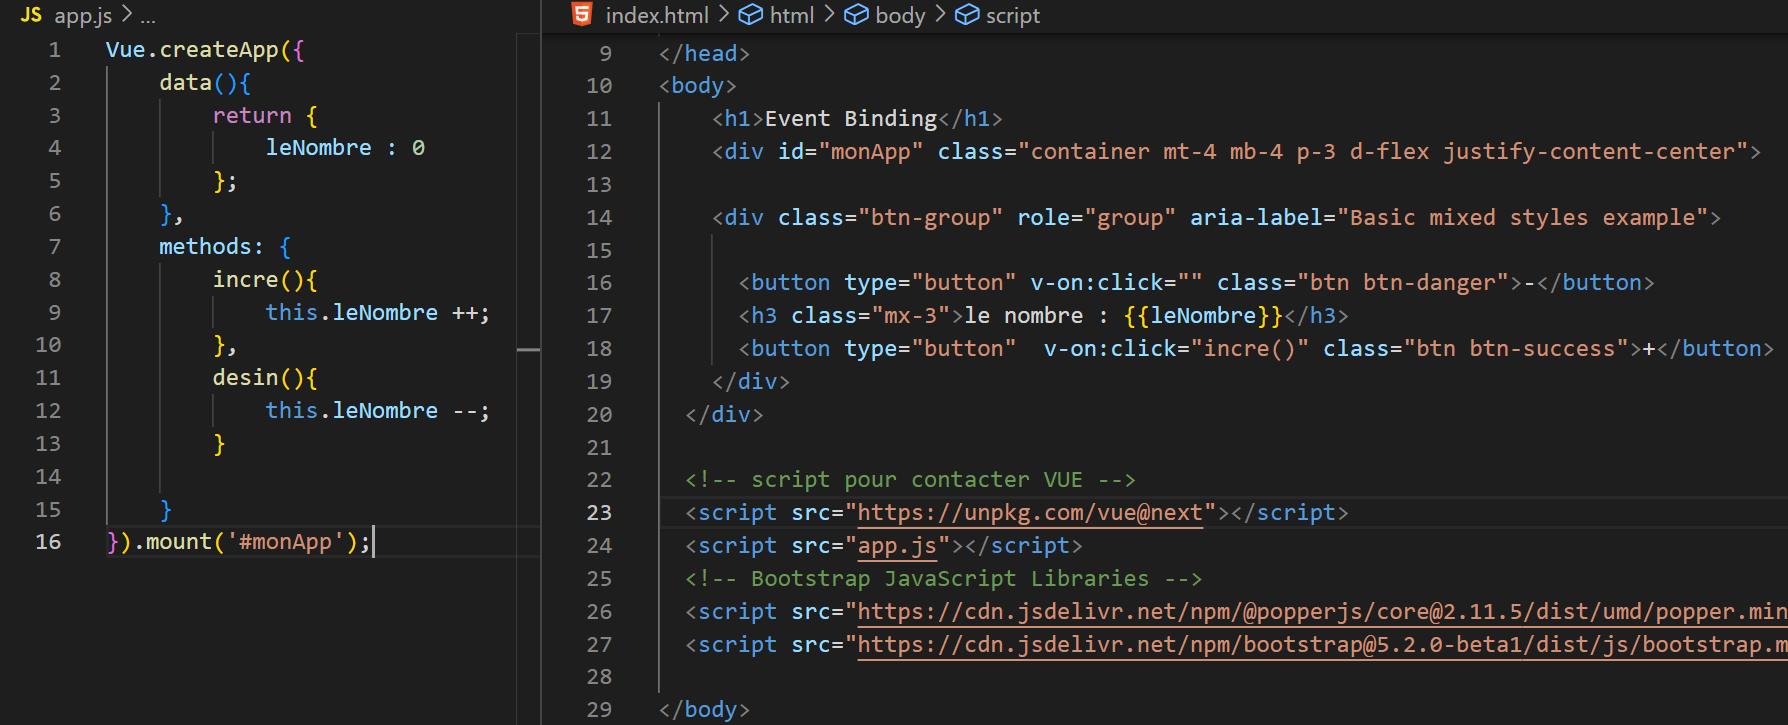 JS app.js > ...
1 Vue.createApp({
2 data(){
3 return {
4 leNombre : 0
5 };
6 },
7 methods: {
8 incre(){
9 this.leNombre ++;
10 },
11 desin(){
12 this.leNombre --;
13 }
14
15 }
16 }).mount('#monApp');
index.html > html > body > script
9 </head>
10 <body>
11 <h1>Event Binding</h1>
12 <div id="monApp" class="container mt-4 mb-4 p-3 d-flex justify-content-center">
13
14 <div class="btn-group" role="group" aria-label="Basic mixed styles example">
15
16 <button type="button" v-on:click="" class="btn btn-danger">-</button>
17 <h3 class="mx-3">le nombre : {{leNombre}}</h3>
18 <button type="button"  v-on:click="incre()" class="btn btn-success">+</button>
19 </div>
20 </div>
21
22 <!-- script pour contacter VUE -->
23 <script src="https://unpkg.com/vue@next"></script>
24 <script src="app.js"></script>
25 <!-- Bootstrap JavaScript Libraries -->
26 <script src="https://cdn.jsdelivr.net/npm/@popperjs/core@2.11.5/dist/umd/popper.min
27 <script src="https://cdn.jsdelivr.net/npm/bootstrap@5.2.0-beta1/dist/js/bootstrap.m
28
29 </body>